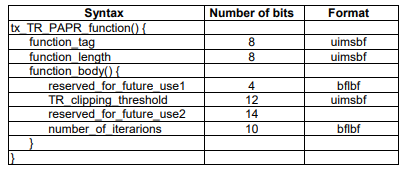 Syntax Number of bits Format
tx_TR_PAPR_function() {
function_tag 8 uimsbf
function_length 8 uimsbf
function_body() {
reserved_for_future_use1 4 bflbf
TR_clipping_threshold 12 uimsbf
reserved_for_future_use2 14
number_of_iterarions 10 bflbf
}
}